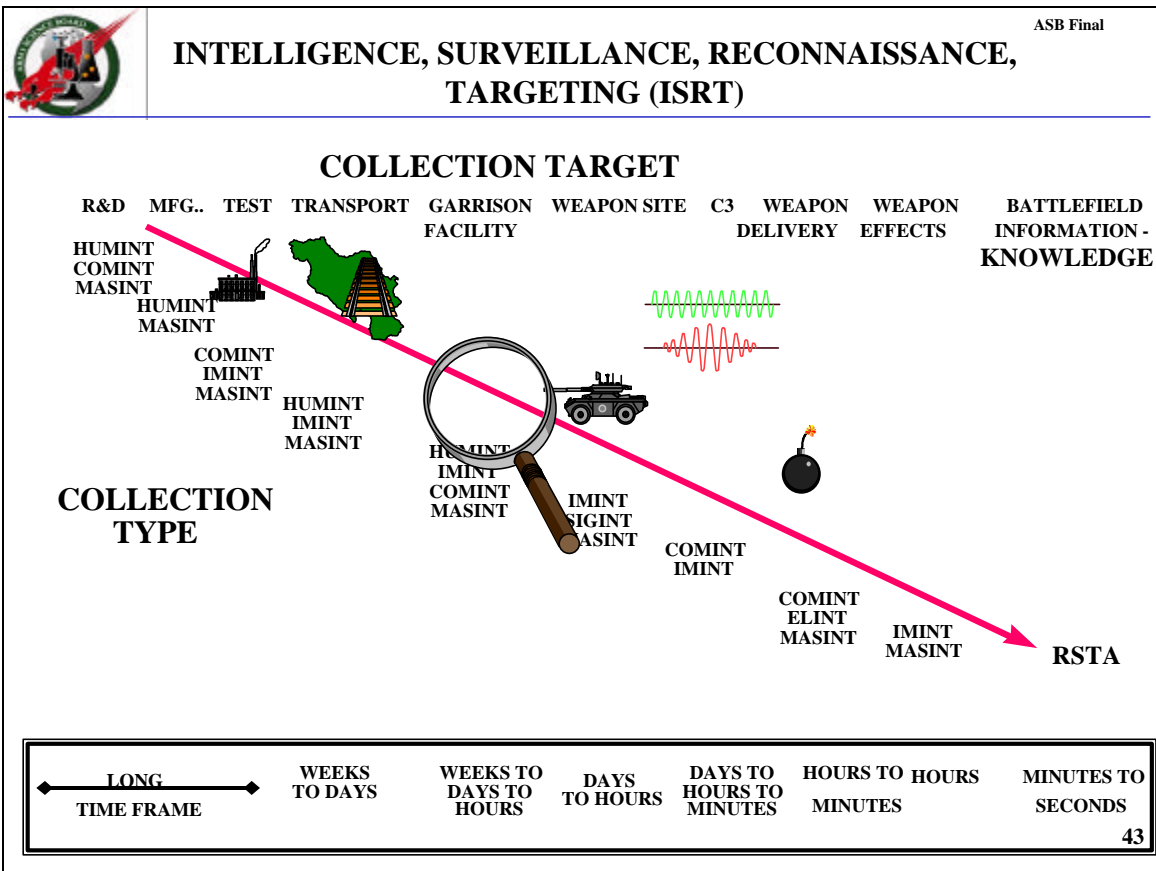 ASB Final
INTELLIGENCE, SURVEILLANCE, RECONNAISSANCE,
TARGETING (ISRT)
COLLECTION TARGET
R&D MFG.. TEST TRANSPORT GARRISON WEAPON SITE C3 WEAPON WEAPON BATTLEFIELD
FACILITY DELIVERY EFFECTS INFORMATION -
KNOWLEDGE
HUMINT
COMINT
MASINT
HUMINT
MASINT
COMINT
IMINT
MASINT
HUMINT
IMINT
MASINT
HUMINT
IMINT
COMINT
MASINT
COLLECTION
TYPE
IMINT
SIGINT
MASINT
COMINT
IMINT
COMINT
ELINT
MASINT
IMINT
MASINT
RSTA
LONG
TIME FRAME
WEEKS
TO DAYS
WEEKS TO
DAYS TO
HOURS
DAYS
TO HOURS
DAYS TO
HOURS TO
MINUTES
HOURS TO
MINUTES
HOURS
MINUTES TO
SECONDS
43